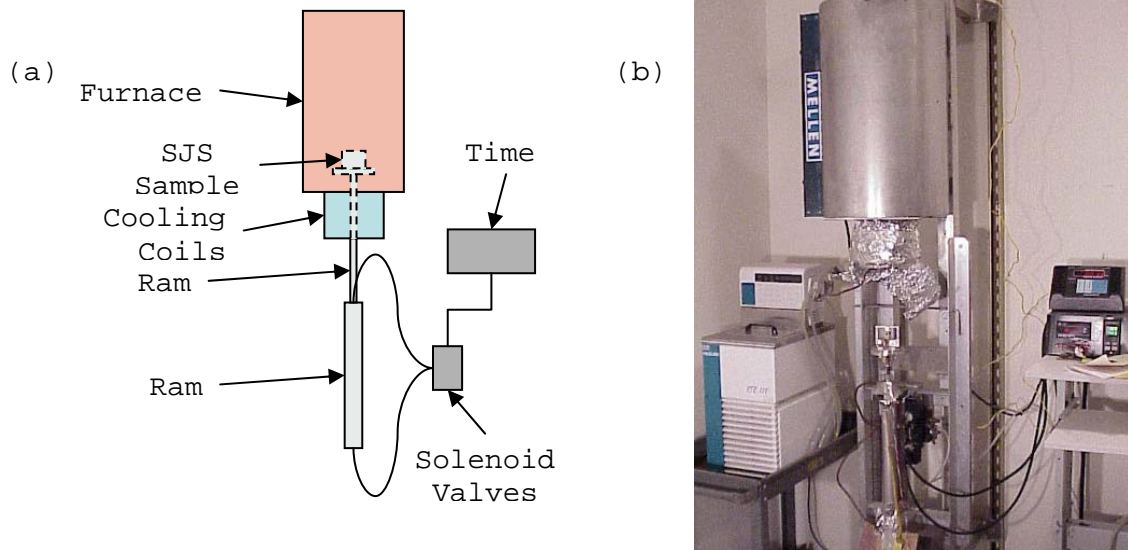 (a)
Furnace
SJS
Sample
Cooling
Coils
Ram
Ram
Time
Solenoid
Valves
(b)
MELLEN